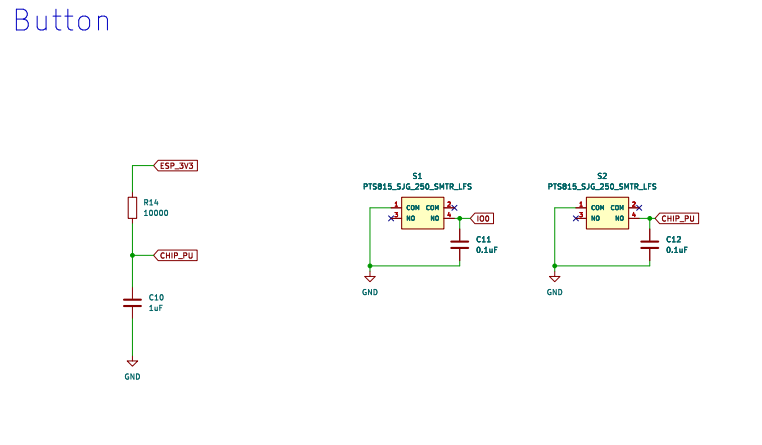 Button
ESP_3V3
R14
10000
CHIP_PU
C10
1uF
GND
S1
PTS815_SJG_250_SMTR_LFS
1 COM COM 2
3 NO NO 4
IO0
C11
0.1uF
GND
S2
PTS815_SJG_250_SMTR_LFS
1 COM COM 2
3 NO NO 4
CHIP_PU
C12
0.1uF
GND